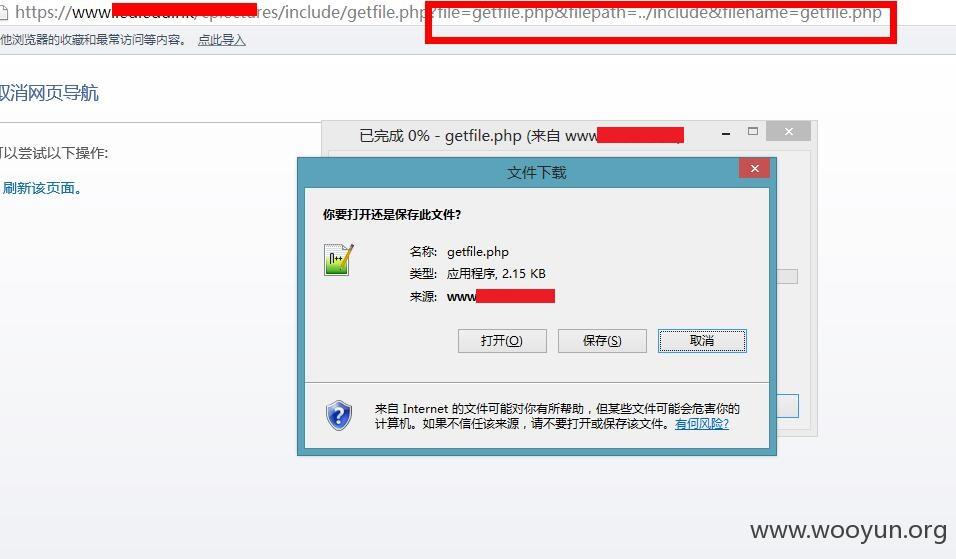 https://www. ectures/include/getfile.php?file=getfile.php&filepath=../include&filename=getfile.php
他浏览器的收藏和最常访问等内容。 点此导入
取消网页导航
可以尝试以下操作:
刷新该页面。
已完成 0% - getfile.php (来自 www
文件下载
你要打开还是保存此文件?
名称: getfile.php
类型: 应用程序, 2.15 KB
来源: www
打开(O) 保存(S) 取消
来自 Internet 的文件可能对你有所帮助，但某些文件可能会危害你的
计算机。如果不信任该来源，请不要打开或保存该文件。有何风险?
www.wooyun.org